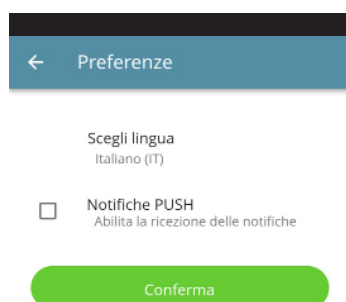 Preferenze
Scegli lingua
Italiano (IT)
Notifiche PUSH
Abilita la ricezione delle notifiche
Conferma